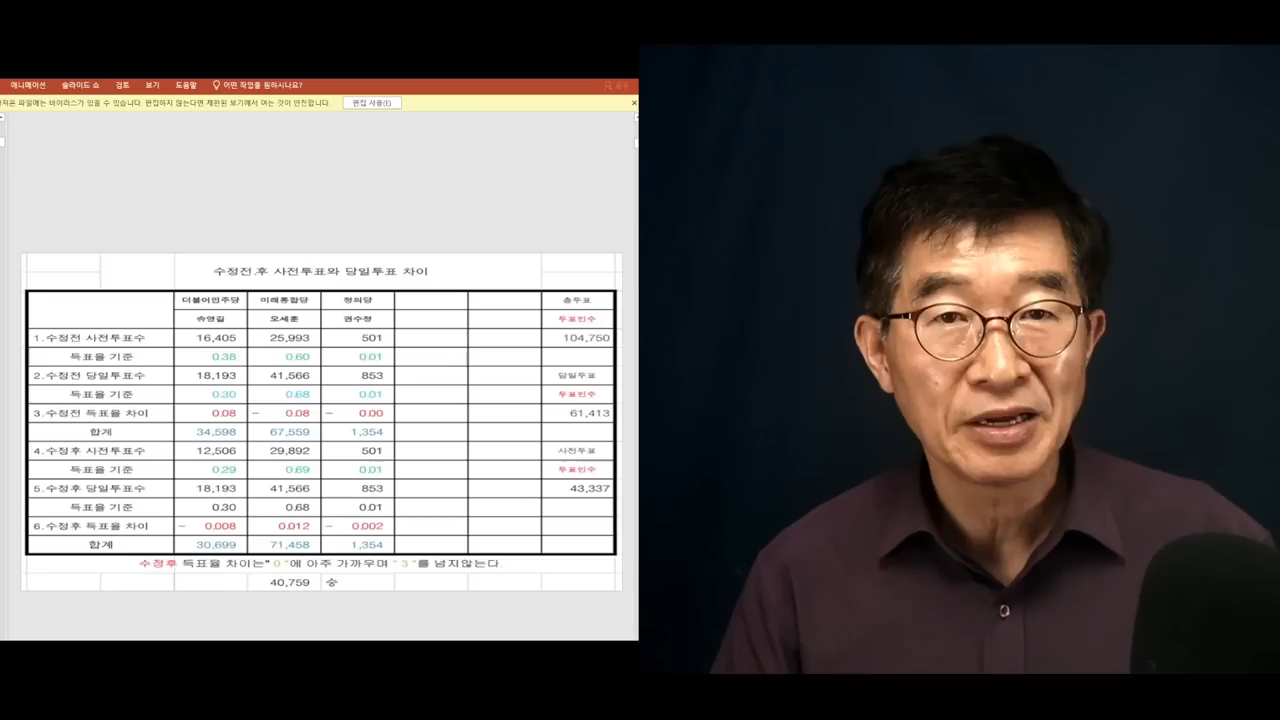 애니메이션 슬라이드 쇼 검토 보기 도움말 어떤 작업을 원하시나요? 공유
파일에는 바이러스가 있을 수 있습니다. 편집하지 않는다면 제한된 보기에서 여는 것이 안전합니다. 편집 사용(E)
수정전.후 사전투표와 당일투표 차이
더불어민주당 미래통합당 정의당 총투표
송영길 오세훈 권수정 투표인수
1.수정전 사전투표수 16,405 25,993 501 104,750
득표율 기준 0.38 0.60 0.01
2.수정전 당일투표수 18,193 41,566 853 당일투표
득표율 기준 0.30 0.68 0.01 투표인수
3.수정전 득표율 차이 0.08 - 0.08 - 0.00 61,413
합계 34,598 67,559 1,354
4.수정후 사전투표수 12,506 29,892 501 사전투표
득표율 기준 0.29 0.69 0.01 투표인수
5.수정후 당일투표수 18,193 41,566 853 43,337
득표율 기준 0.30 0.68 0.01
6.수정후 득표율 차이 - 0.008 0.012 - 0.002
합계 30,699 71,458 1,354
수정후 득표율 차이는" 0 "에 아주 가까우며 " 3 "를 넘지않는다.
40,759 승